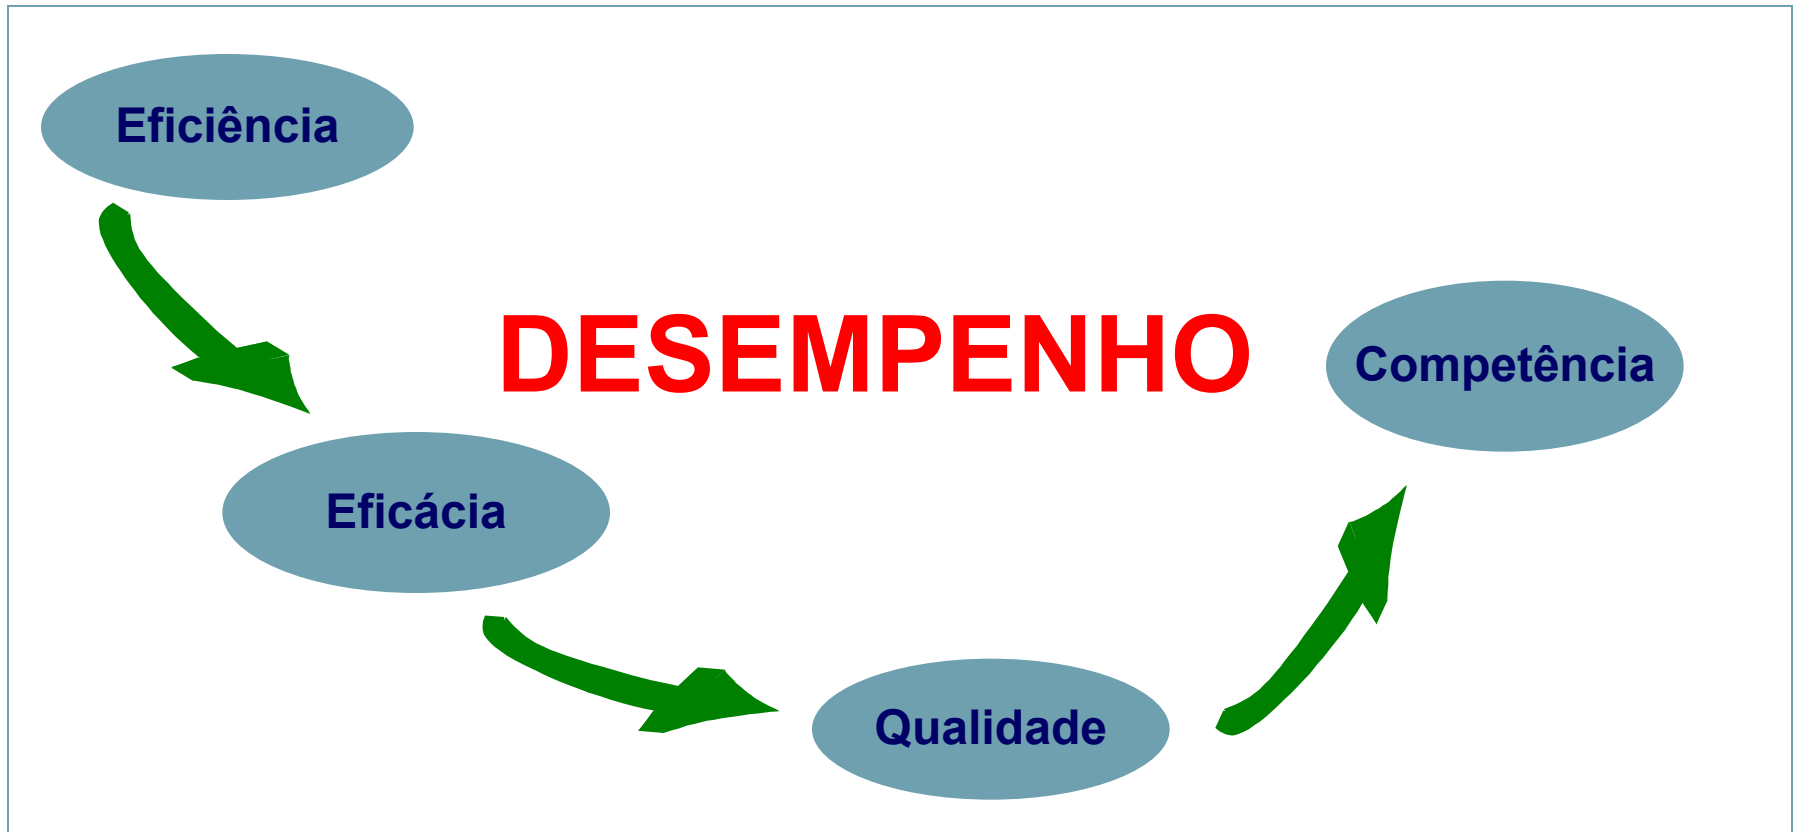 Eficiência
DESEMPENHO
Competência
Eficácia
Qualidade